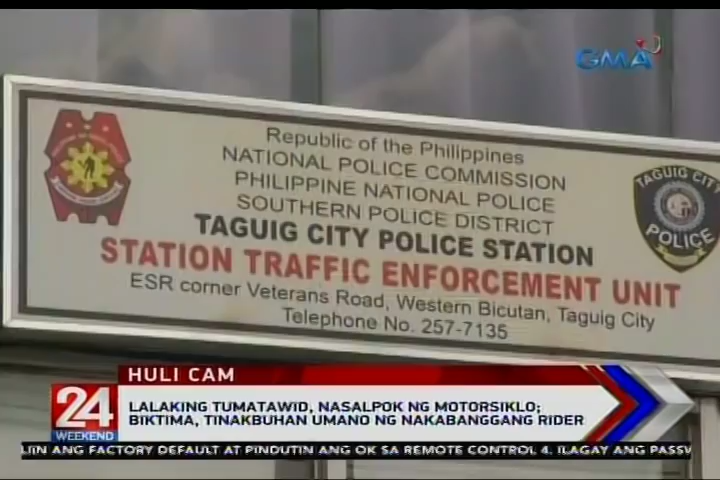 GMA
Republic of the Philippines
NATIONAL POLICE COMMISSION
PHILIPPINE NATIONAL POLICE
SOUTHERN POLICE DISTRICT
TAGUIG CITY POLICE STATION
STATION TRAFFIC ENFORCEMENT UNIT
ESR corner Veterans Road, Western Bicutan, Taguig City
Telephone No. 257-7135
TAGUIG CITY
POLICE
HULI CAM
24
WEEKEND
LALAKING TUMATAWID, NASALPOK NG MOTORSIKLO;
BIKTIMA, TINAKBUHAN UMANO NG NAKABANGGANG RIDER
ANG FACTORY DEFAULT AT PINDUTIN ANG OK SA REMOTE CONTROL 4. ILAGAY ANG PASSW